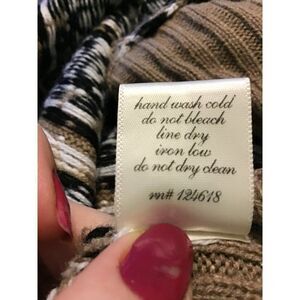 hand wash cold
do not bleach
line dry
iron low
do not dry clean
rn# 124618